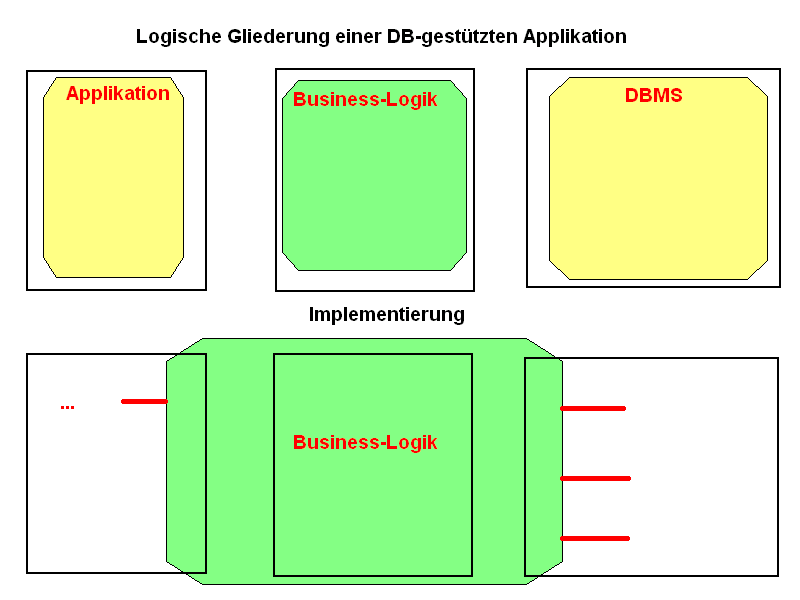 Logische Gliederung einer DB-gestützten Applikation
Applikation
Business-Logik
DBMS
Implementierung
...
Business-Logik